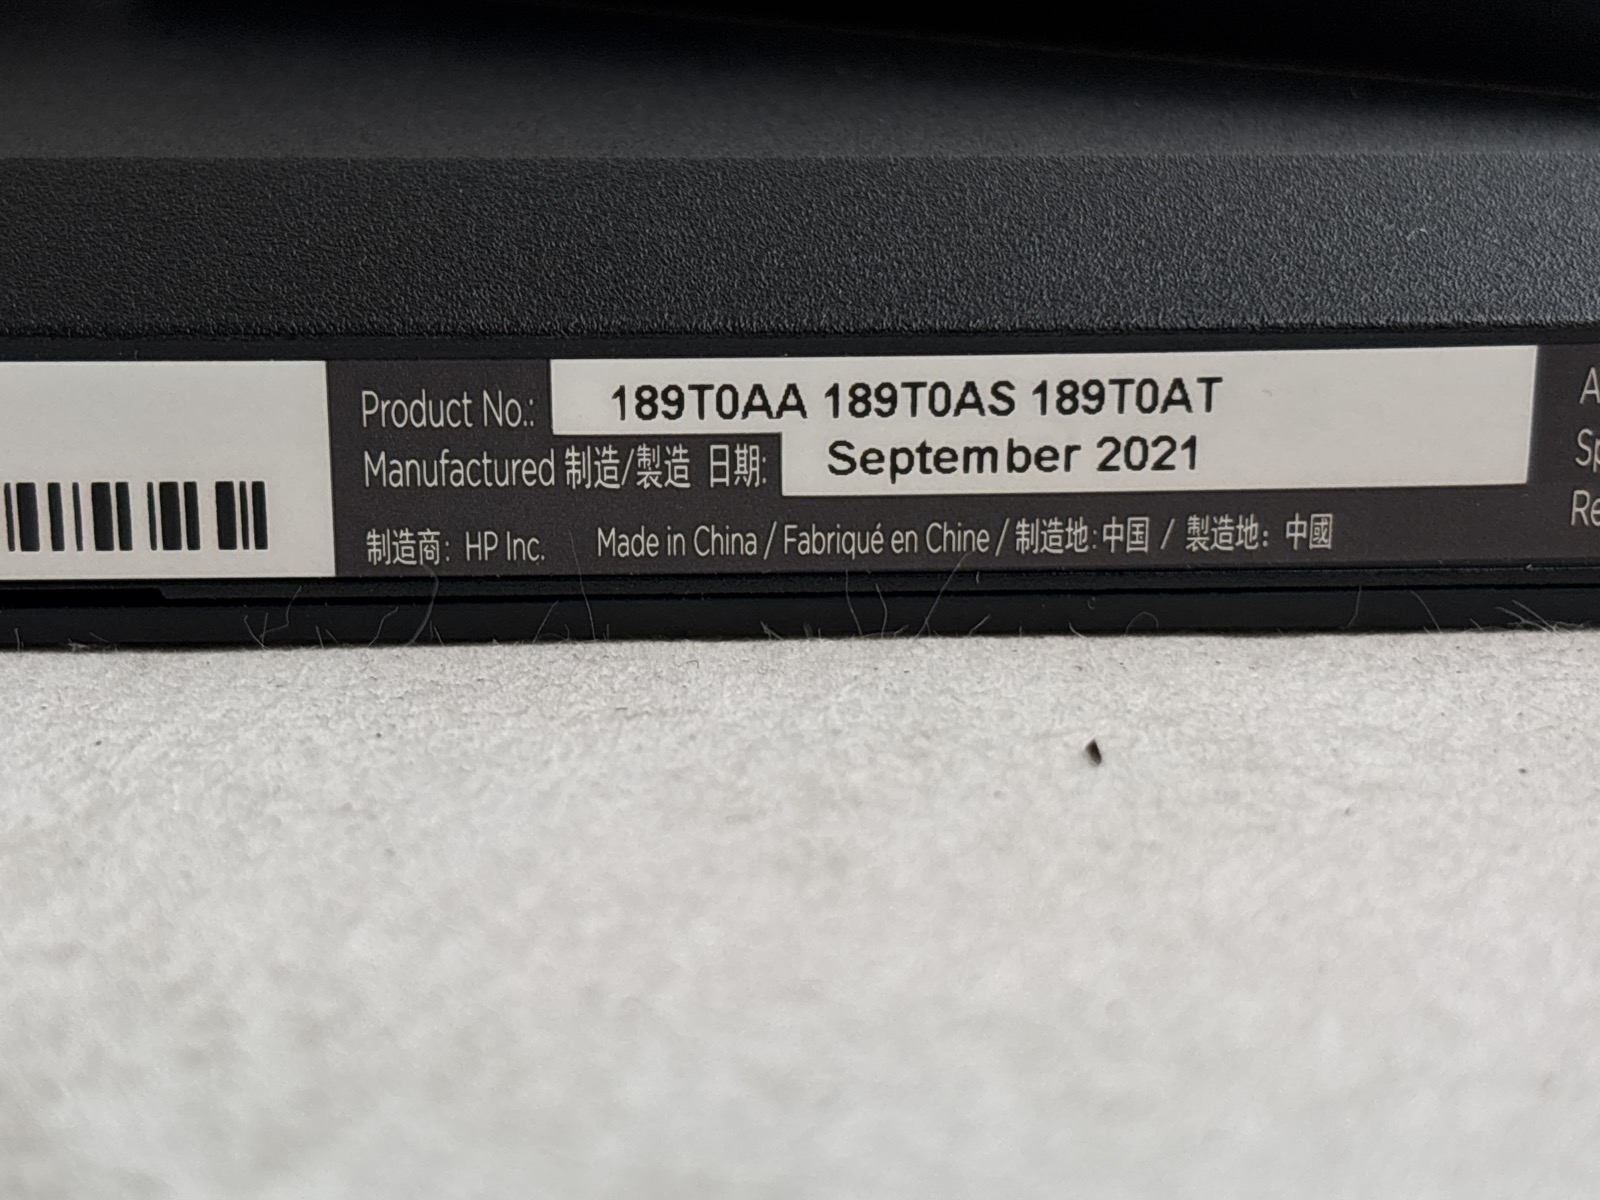 Product No.: 189T0AA 189T0AS 189T0AT
Manufactured 制造/製造 日期: September 2021
制造商: HP Inc. Made in China / Fabriqué en Chine / 制造地:中国 / 製造地: 中國